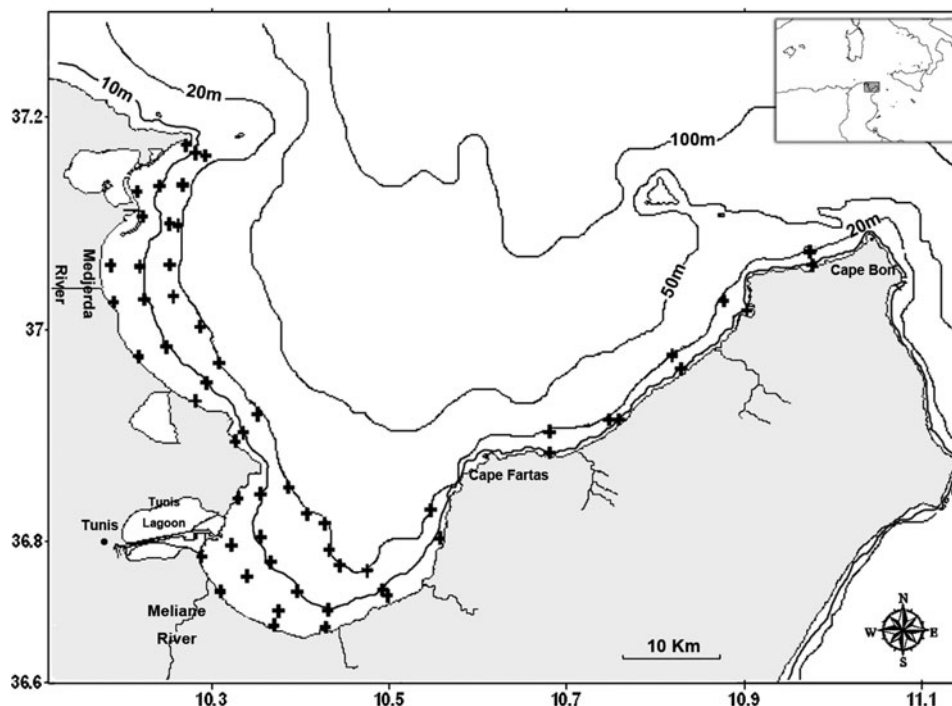 10m
20m
100m
50m
20m
37.2
37
36.8
36.6
Medjerda
River
Cape Bon
Cape Fartas
Tunis
Lagoon
Tunis
Meliane
River
10 Km
N
W
E
S
10.3
10.5
10.7
10.9
11.1